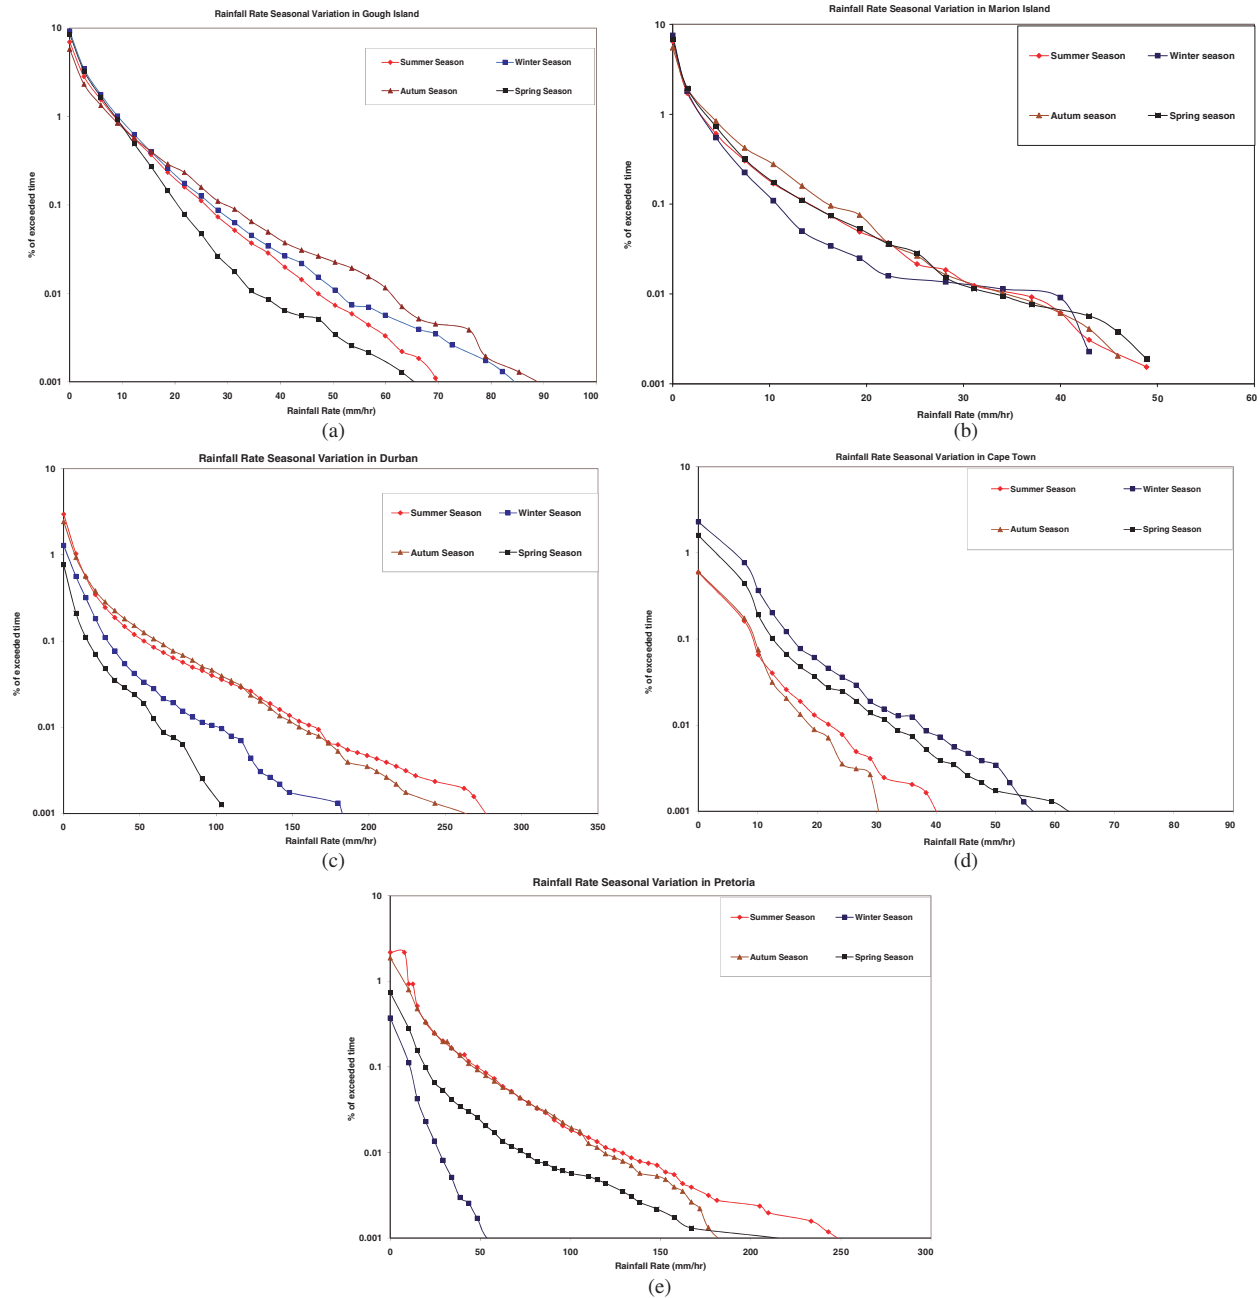 Rainfall Rate Seasonal Variation in Gough Island
Summer Season
Winter Season
Autum Season
Spring Season
10
1
0.1
0.01
0.001
% of exceeded time
0 10 20 30 40 50 60 70 80 90 100
Rainfall Rate (mm/hr)
(a)
Rainfall Rate Seasonal Variation in Marion Island
Summer Season
Winter season
Autum season
Spring season
10
1
0.1
0.01
0.001
% of exceeded time
0 10 20 30 40 50 60
Rainfall Rate (mm/hr)
(b)
Rainfall Rate Seasonal Variation in Durban
Summer Season
Winter Season
Autum Season
Spring Season
10
1
0.1
0.01
0.001
% of exceeded time
0 50 100 150 200 250 300 350
Rainfall Rate (mm/hr)
(c)
Rainfall Rate Seasonal Variation in Cape Town
Summer Season
Winter Season
Autum Season
Spring Season
10
1
0.1
0.01
0.001
% of exceeded time
0 10 20 30 40 50 60 70 80 90
Rainfall Rate (mm/hr)
(d)
Rainfall Rate Seasonal Variation in Pretoria
Summer Season
Winter Season
Autum Season
Spring Season
10
1
0.1
0.01
0.001
% of exceeded time
0 50 100 150 200 250 300
Rainfall Rate (mm/hr)
(e)